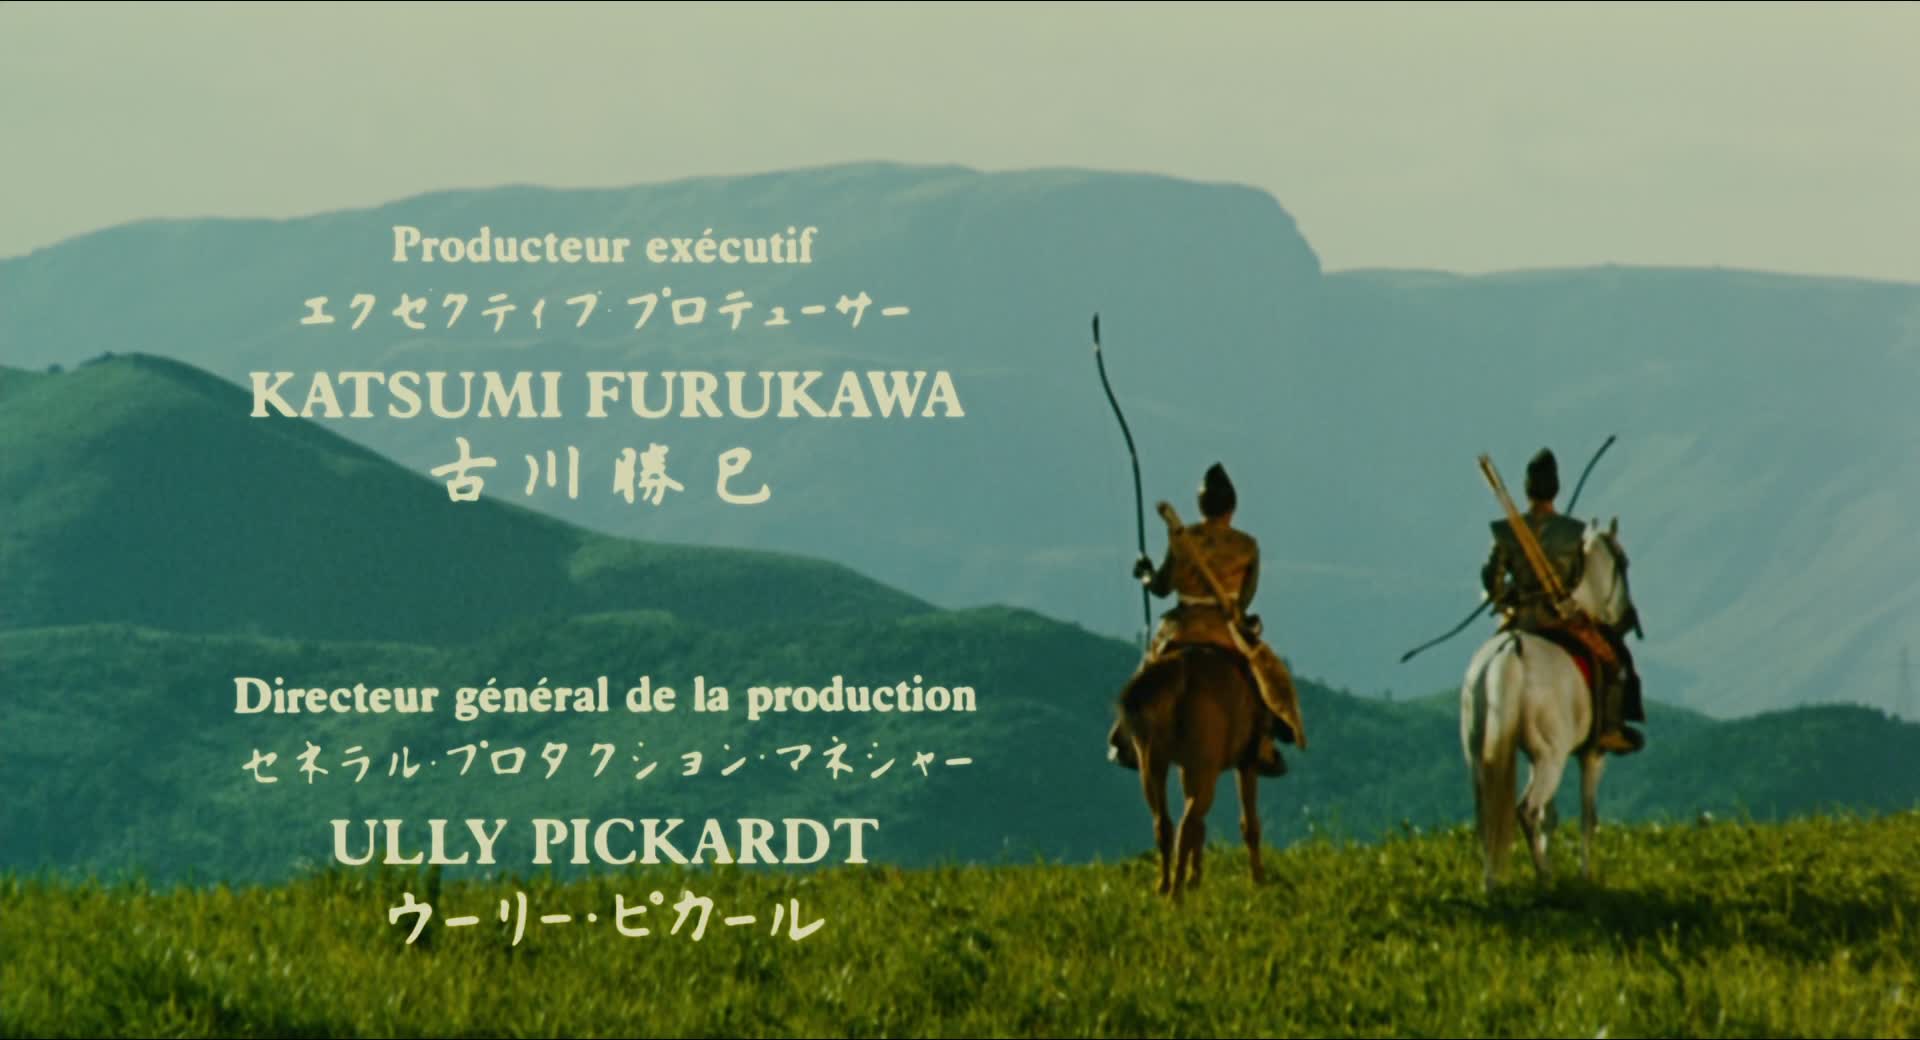 Producteur exécutif
エクゼクティブ・プロデューサー
KATSUMI FURUKAWA
古川勝巳
Directeur général de la production
ゼネラル・プロダクション・マネジャー
ULLY PICKARDT
ウーリー・ピカール